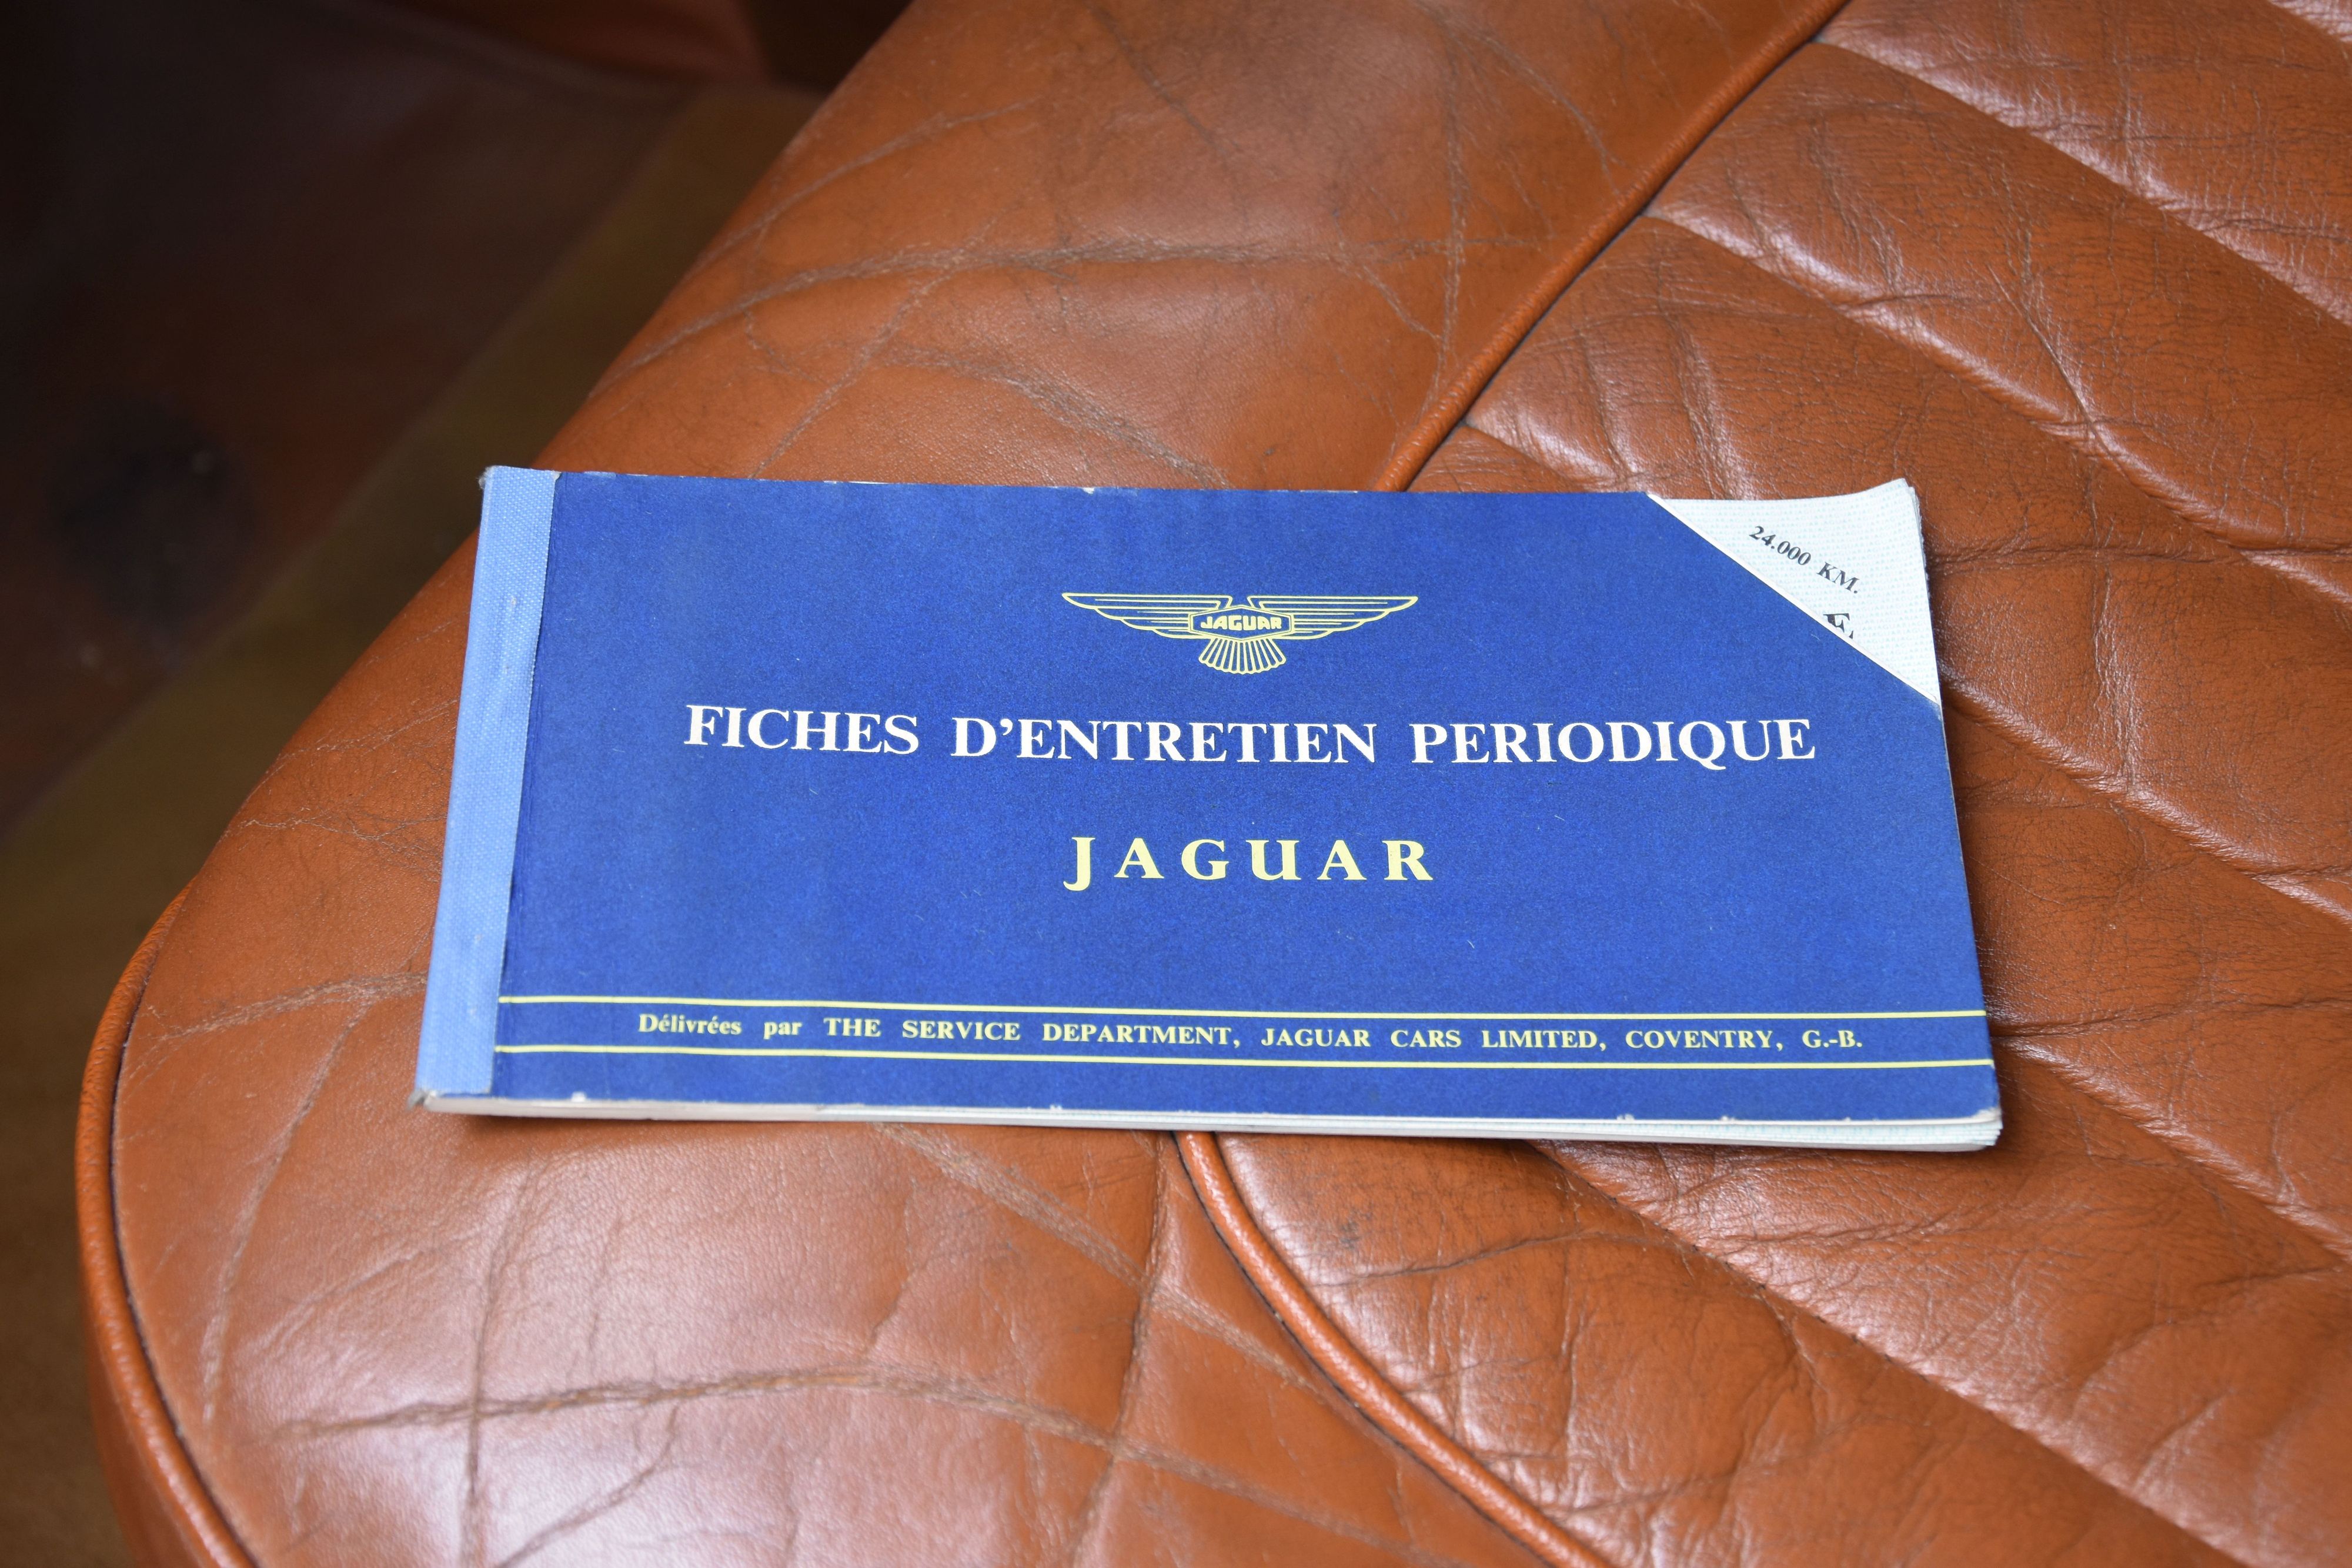 24.000 KM.
E
JAGUAR
FICHES D'ENTRETIEN PERIODIQUE
JAGUAR
Délivrées par THE SERVICE DEPARTMENT, JAGUAR CARS LIMITED, COVENTRY, G.-B.